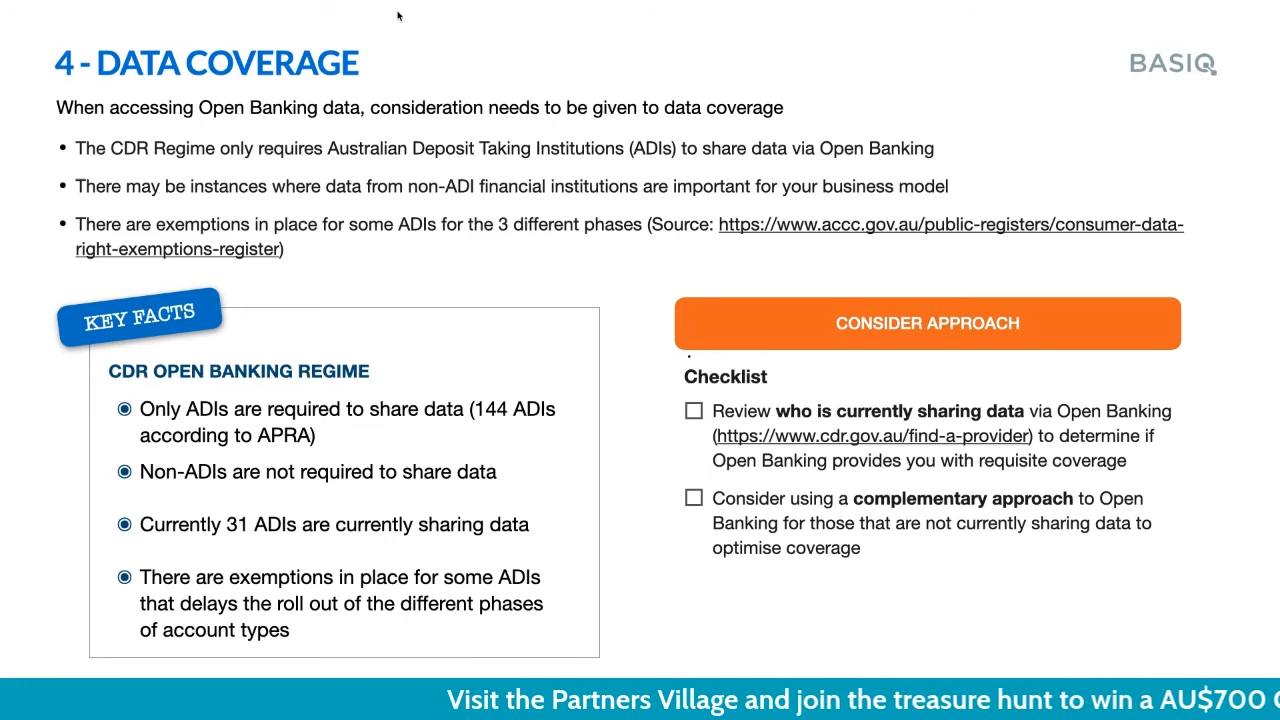 4 - DATA COVERAGE
BASIQ
When accessing Open Banking data, consideration needs to be given to data coverage
• The CDR Regime only requires Australian Deposit Taking Institutions (ADIs) to share data via Open Banking
• There may be instances where data from non-ADI financial institutions are important for your business model
• There are exemptions in place for some ADIs for the 3 different phases (Source: https://www.accc.gov.au/public-registers/consumer-data-
right-exemptions-register)
KEY FACTS
CDR OPEN BANKING REGIME
Only ADIs are required to share data (144 ADIs
according to APRA)
Non-ADIs are not required to share data
Currently 31 ADIs are currently sharing data
There are exemptions in place for some ADIs
that delays the roll out of the different phases
of account types
CONSIDER APPROACH
.
Checklist
Review who is currently sharing data via Open Banking
(https://www.cdr.gov.au/find-a-provider) to determine if
Open Banking provides you with requisite coverage
Consider using a complementary approach to Open
Banking for those that are not currently sharing data to
optimise coverage
Visit the Partners Village and join the treasure hunt to win a AU$700